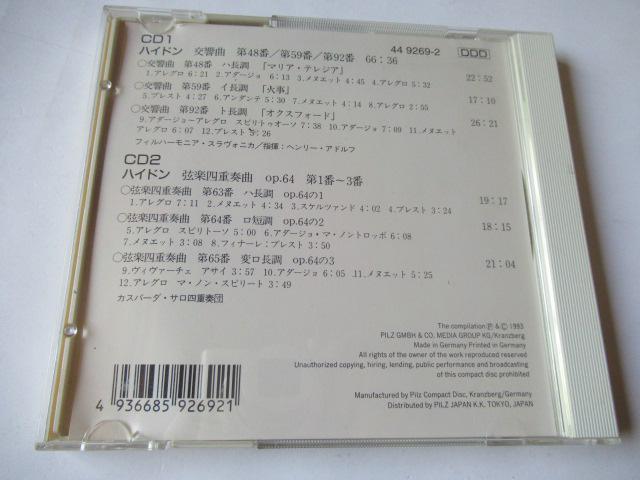 CD1
44 9269-2 DDD
ハイドン 交響曲 第48番／第59番／第92番 66：36
○交響曲 第48番 ハ長調 「マリア・テレジア」
1.アレグロ 6：21 2.アダージョ 6：13 3.メヌエット 4：45 4.アレグロ 5：32 22：52
○交響曲 第59番 イ長調 「火事」
5.プレスト 4：27 6.アンダンテ 5：30 7.メヌエット 4：14 8.アレグロ 2：55 17：10
○交響曲 第92番 ト長調 「オクスフォード」
9.アダージョ-アレグロ スピリトゥオーソ 7：38 10.アダージョ 7：09 11.メヌエット 26：21
アレグロ 6：07 12.プレスト 5：26
フィルハーモニア・スラヴォニカ／指揮：ヘンリー・アドルフ
CD2
ハイドン 弦楽四重奏曲 op.64 第1番～3番
○弦楽四重奏曲 第63番 ハ長調 op.64の1
1.アレグロ 7：11 2.メヌエット 4：34 3.スケルツァンド 4：02 4.プレスト 3：24 19：17
○弦楽四重奏曲 第64番 ロ短調 op.64の2
5.アレグロ スピリトーソ 5：00 6.アダージョ・マ・ノントロッポ 6：08 18：15
7.メヌエット 3：08 8.フィナーレ：プレスト 3：50
○弦楽四重奏曲 第65番 変ロ長調 op.64の3
9.ヴィヴァーチェ アサイ 3：57 10.アダージョ 6：05 11.メヌエット 5：25 21：04
12.アレグロ マ・ノン・スピリート 3：49
カスパーダ・サロ四重奏団
The compilation ℗ & © 1993
PILZ GMBH & CO. MEDIA GROUP KG/Kranzberg
Made in Germany Printed in Germany
All rights of the owner of the work reproduced reserved
Unauthorized copying, hiring, lending, public performance and broadcasting
of this compact disc prohibited
Manufactured by Pilz Compact Disc, Kranzberg/Germany
Distributed by PILZ JAPAN K.K. TOKYO, JAPAN
4 936685 926921